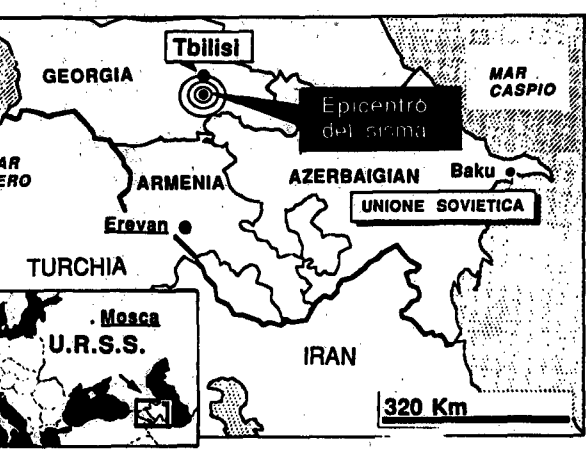 Tbilisi
GEORGIA
MAR
CASPIO
Epicentro
del sisma
AR
ERO
ARMENIA
AZERBAIGIAN
Baku
UNIONE SOVIETICA
Erevan
TURCHIA
Mosca
U.R.S.S.
IRAN
320 Km